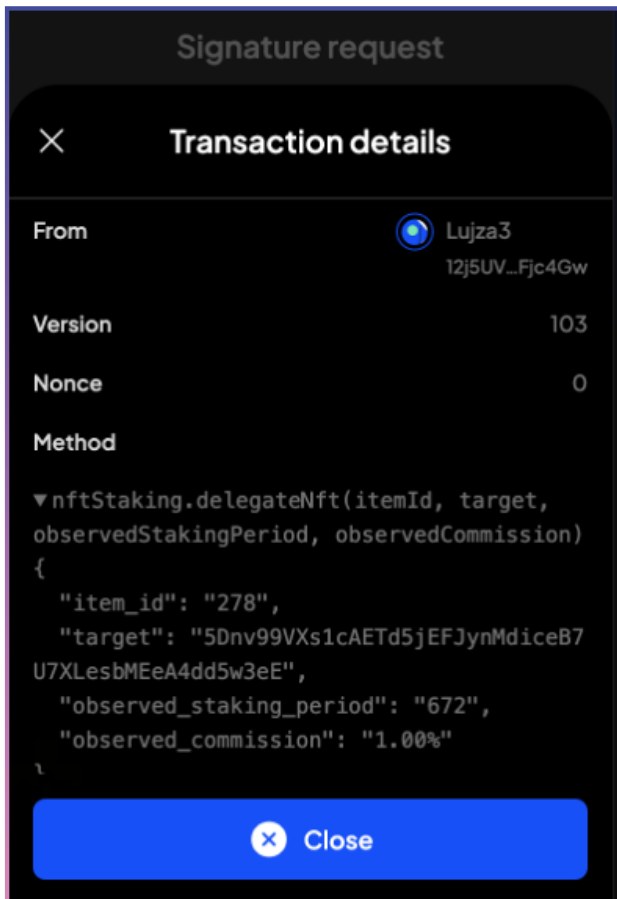 Signature request
Transaction details
From
Lujza3
12j5UV...Fjc4Gw
Version
103
Nonce
0
Method
▼nftStaking.delegateNft(itemId, target,
observedStakingPeriod, observedCommission)
{
"item_id": "278",
"target": "5Dnv99VXs1cAETd5jEFJynMdiceB7
U7XLesbMEeA4dd5w3eE",
"observed_staking_period": "672",
"observed_commission": "1.00%"
}
Close